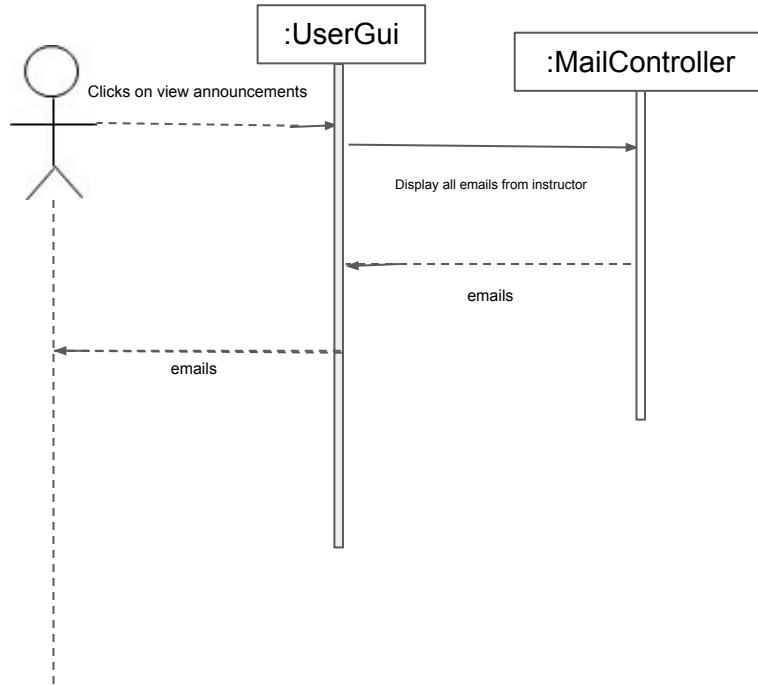 :UserGui
:MailController
Clicks on view announcements
Display all emails from instructor
emails
emails